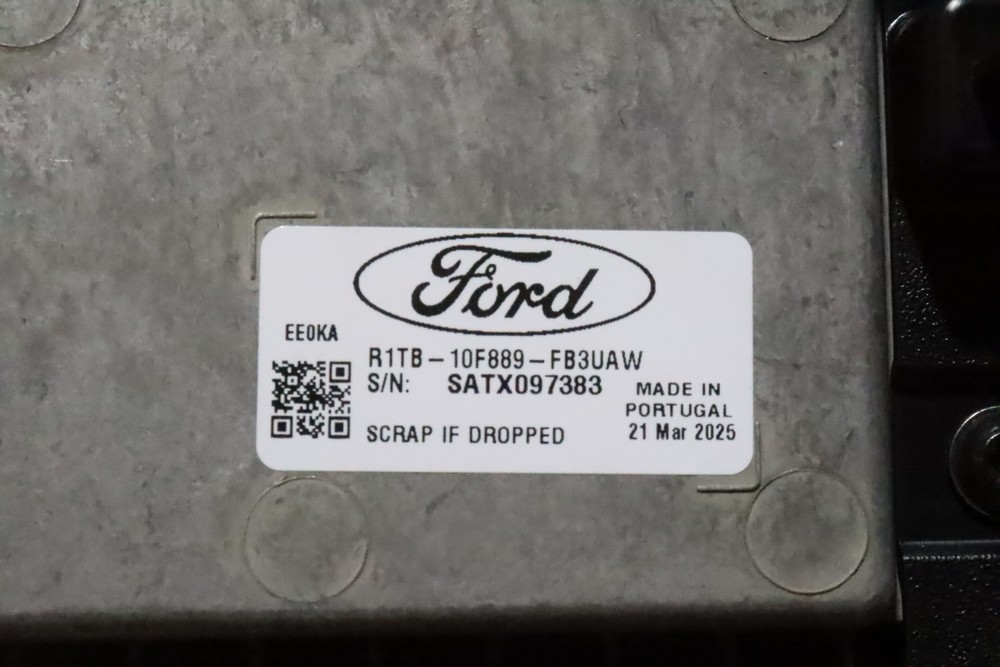 Ford
EE0KA
R1TB-10F889-FB3UAW
S/N: SATX097383
MADE IN
PORTUGAL
21 Mar 2025
SCRAP IF DROPPED